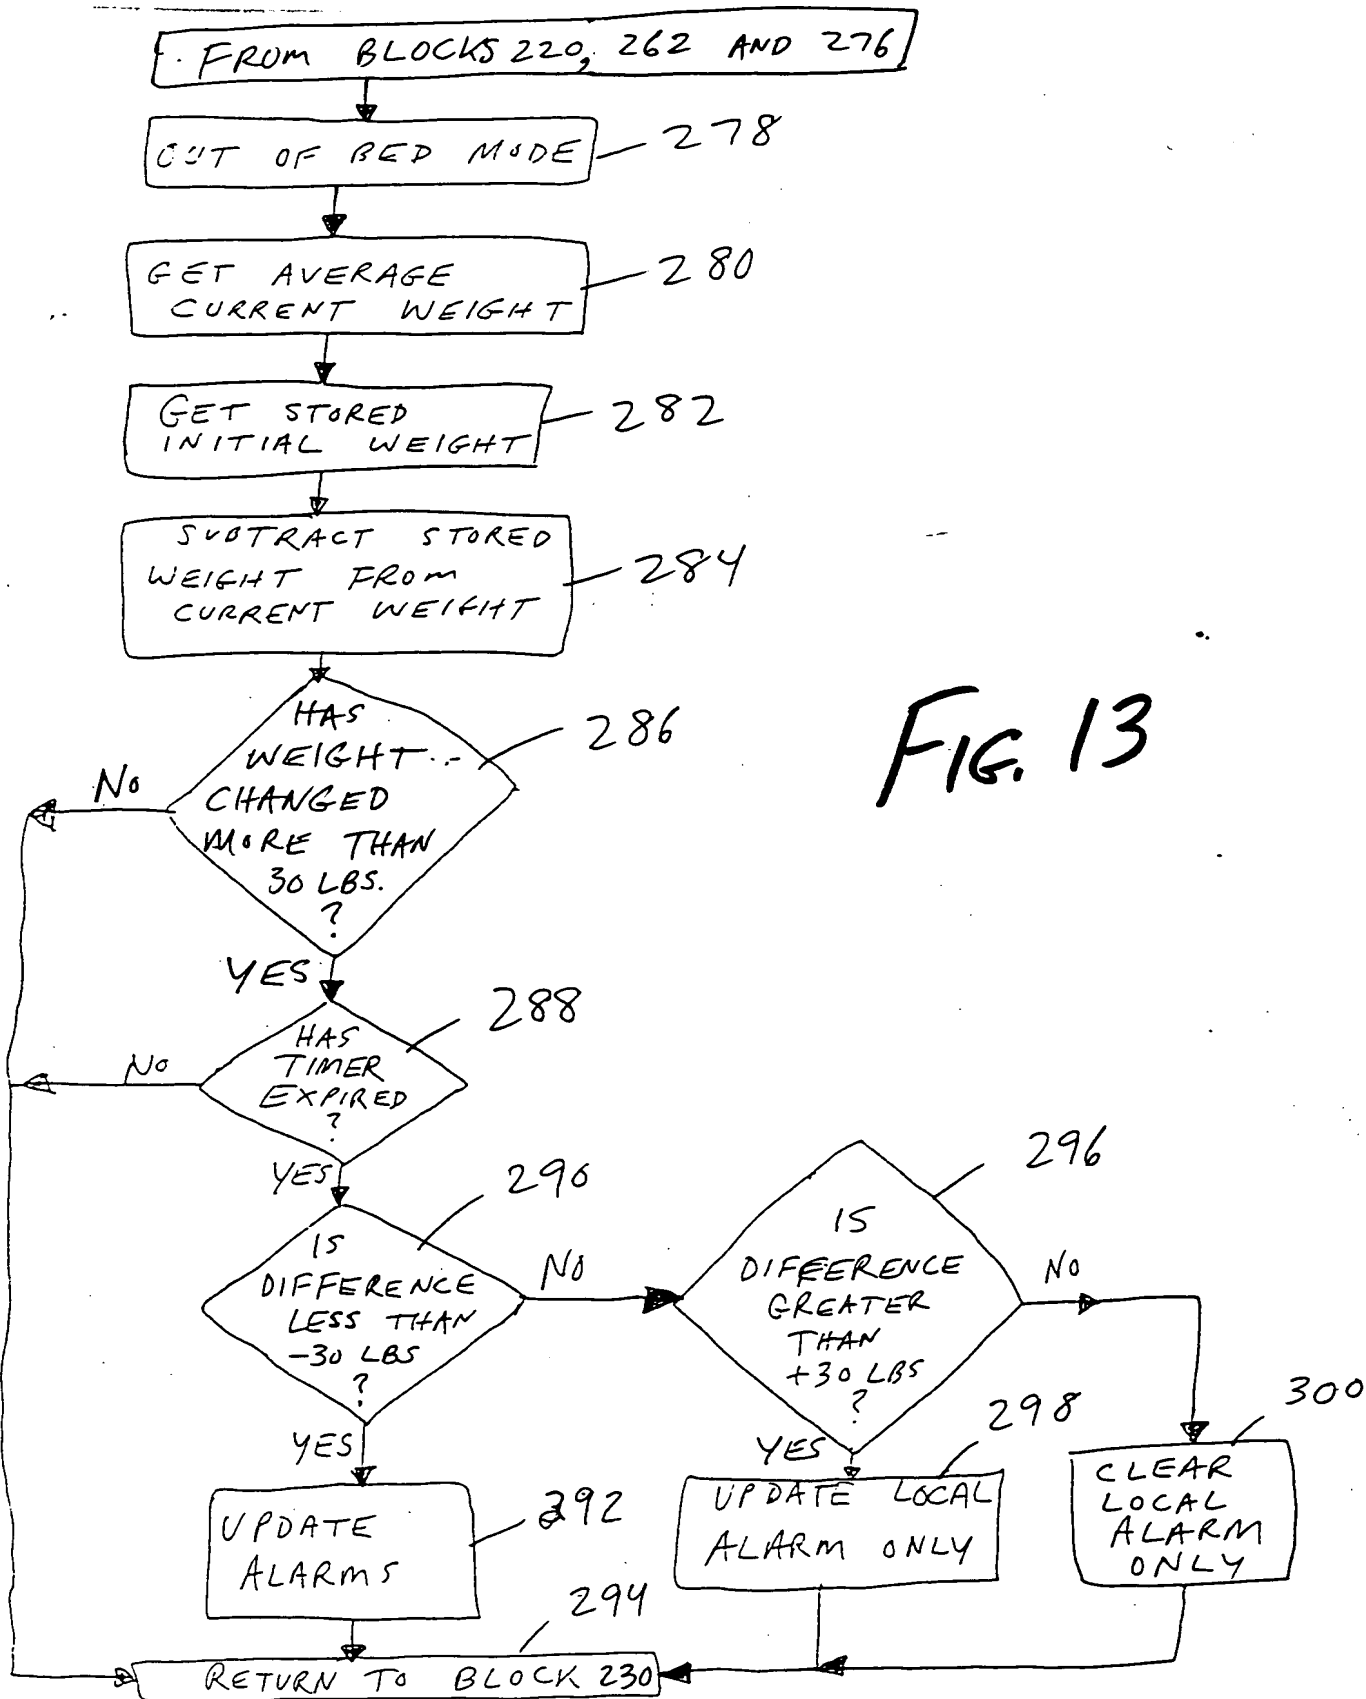 FROM BLOCKS 220, 262 AND 276
OUT OF BED MODE
278
GET AVERAGE
CURRENT WEIGHT
280
GET STORED
INITIAL WEIGHT
282
SUBTRACT STORED
WEIGHT FROM
CURRENT WEIGHT
284
HAS
WEIGHT
CHANGED
MORE THAN
30 LBS.
?
286
No
FIG. 13
YES
HAS
TIMER
EXPIRED
?
288
No
YES
290
IS
DIFFERENCE
LESS THAN
-30 LBS
?
No
296
IS
DIFFERENCE
GREATER
THAN
+30 LBS
?
No
YES
UPDATE
ALARMS
292
YES
298
UPDATE LOCAL
ALARM ONLY
300
CLEAR
LOCAL
ALARM
ONLY
294
RETURN TO BLOCK 230